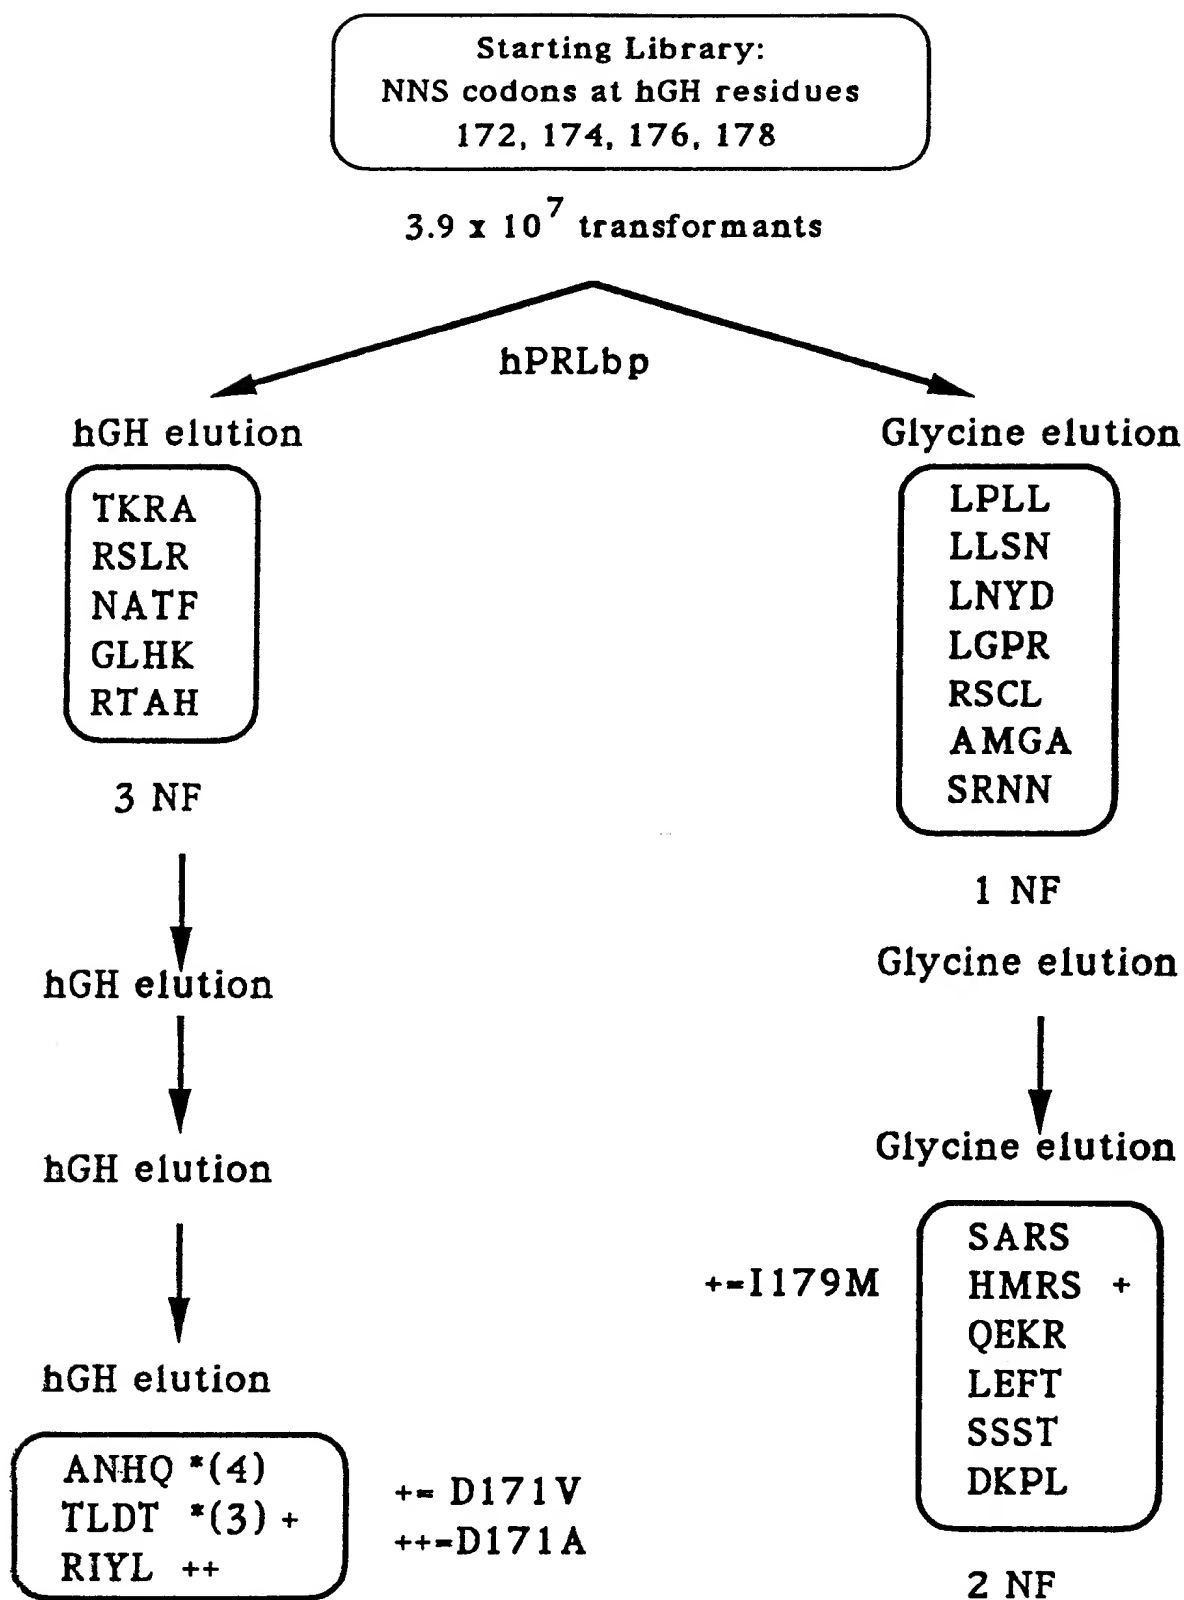 Starting Library:
NNS codons at hGH residues
172, 174, 176, 178
3.9 x 10^7 transformants
hPRLbp
hGH elution
TKRA
RSLR
NATF
GLHK
RTAH
3 NF
hGH elution
hGH elution
hGH elution
ANHQ *(4)
TLDT *(3) +
RIYL ++
+= D171V
++=D171A
Glycine elution
LPLL
LLSN
LNYD
LGPR
RSCL
AMGA
SRNN
1 NF
Glycine elution
Glycine elution
+=I179M
SARS
HMRS +
QEKR
LEFT
SSST
DKPL
2 NF